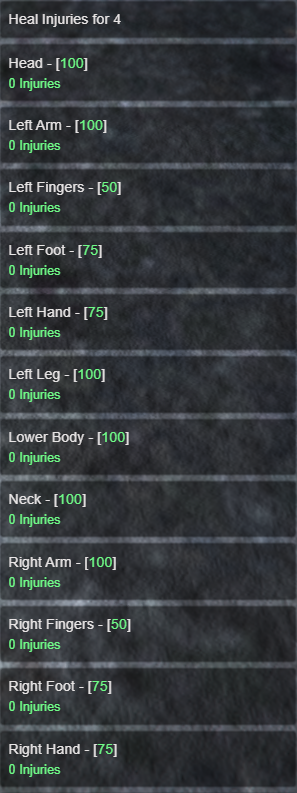 Heal Injuries for 4
Head - [100]
0 Injuries
Left Arm - [100]
0 Injuries
Left Fingers - [50]
0 Injuries
Left Foot - [75]
0 Injuries
Left Hand - [75]
0 Injuries
Left Leg - [100]
0 Injuries
Lower Body - [100]
0 Injuries
Neck - [100]
0 Injuries
Right Arm - [100]
0 Injuries
Right Fingers - [50]
0 Injuries
Right Foot - [75]
0 Injuries
Right Hand - [75]
0 Injuries